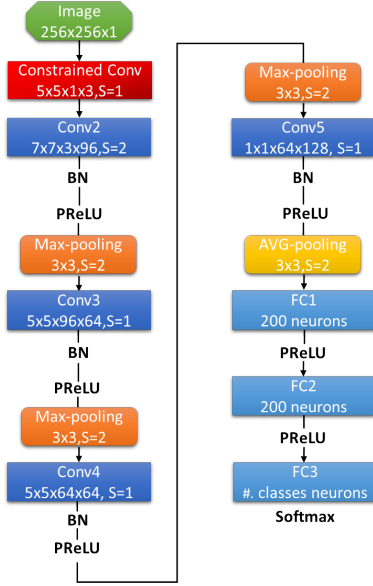 Image
256x256x1
Constrained Conv
5x5x1x3,S=1
Conv2
7x7x3x96,S=2
BN
PReLU
Max-pooling
3x3,S=2
Conv3
5x5x96x64,S=1
BN
PReLU
Max-pooling
3x3,S=2
Conv4
5x5x64x64, S=1
BN
PReLU
Max-pooling
3x3,S=2
Conv5
1x1x64x128, S=1
BN
PReLU
AVG-pooling
3x3,S=2
FC1
200 neurons
PReLU
FC2
200 neurons
PReLU
FC3
#. classes neurons
Softmax